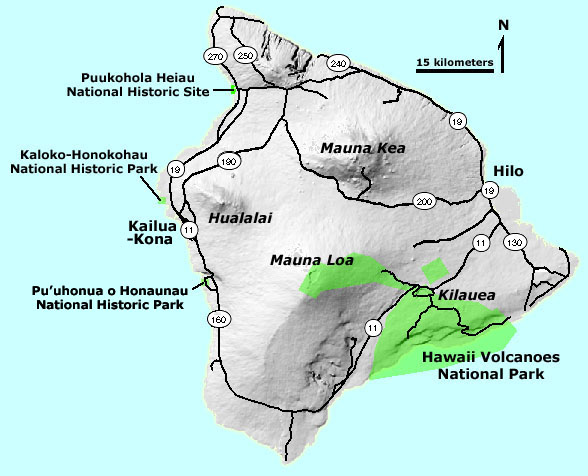 N
15 kilometers
270
250
240
Puukohola Heiau
National Historic Site
19
Mauna Kea
Kaloko-Honokohau
National Historic Park
19
190
Hilo
19
200
Hualalai
Kailua
-Kona
11
11
130
Mauna Loa
Pu'uhonua o Honaunau
National Historic Park
Kilauea
160
11
Hawaii Volcanoes
National Park